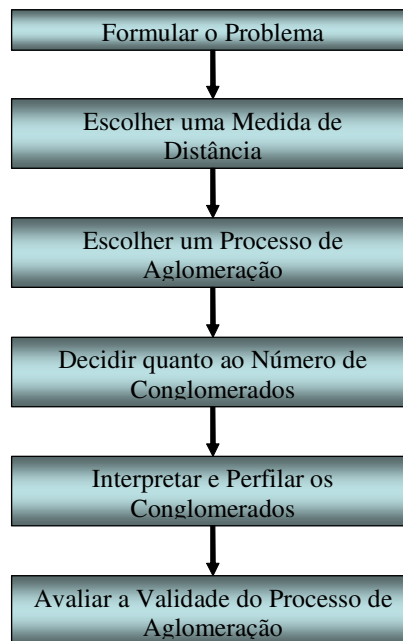 Formular o Problema
Escolher uma Medida de
Distância
Escolher um Processo de
Aglomeração
Decidir quanto ao Número de
Conglomerados
Interpretar e Perfilar os
Conglomerados
Avaliar a Validade do Processo de
Aglomeração